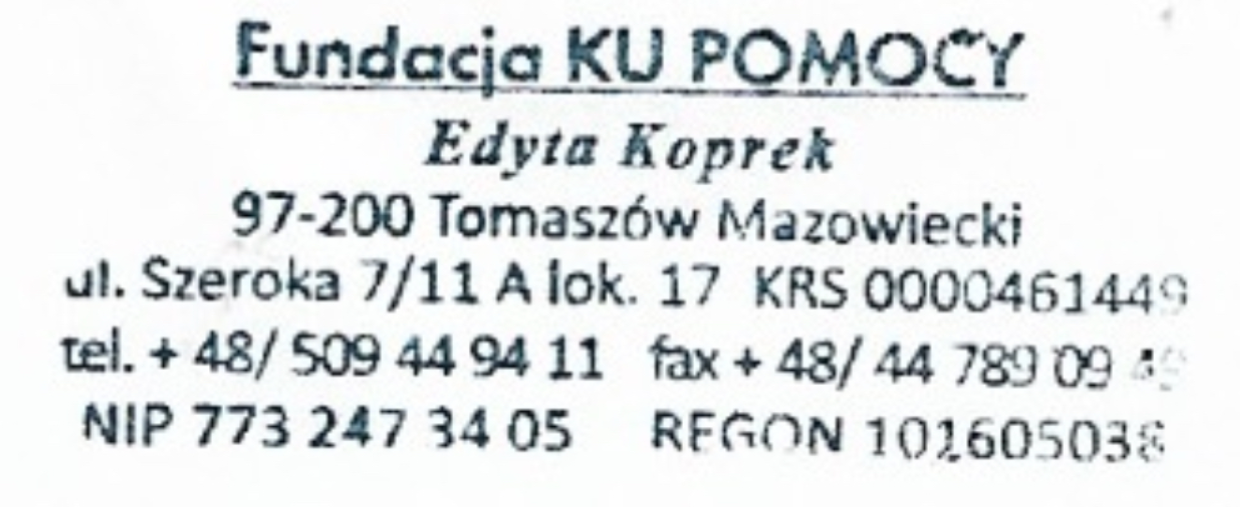 Fundacja KU POMOCY
Edyta Koprek
97-200 Tomaszów Mazowiecki
ul. Szeroka 7/11 A lok. 17 KRS 0000461449
tel. + 48/ 509 44 94 11 fax + 48/ 44 789 09
NIP 773 247 34 05 REGON 101605038